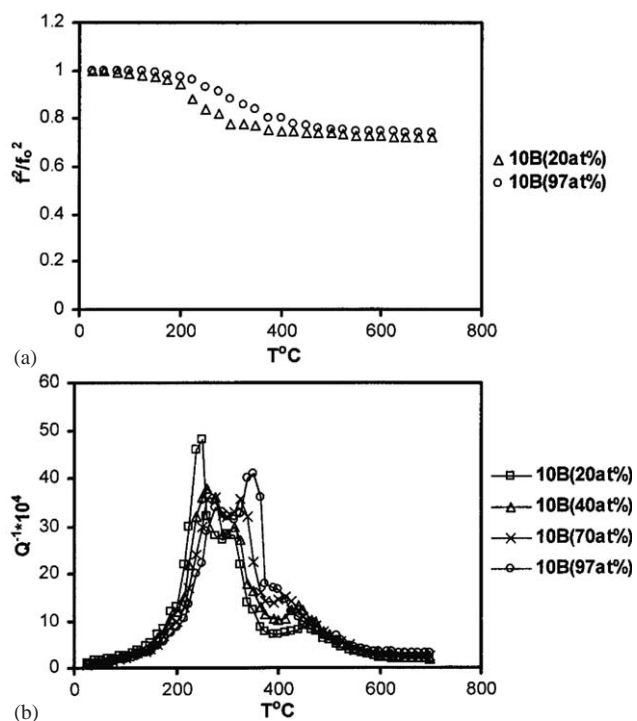 1.2
1
0.8
0.6
0.4
0.2
0
f²/f₀²
0 200 400 600 800
T°C
△ 10B(20at%)
○ 10B(97at%)
(a)
60
50
40
30
20
10
0
Q⁻¹*10⁴
0 200 400 600 800
T°C
10B(20at%)
10B(40at%)
10B(70at%)
10B(97at%)
(b)